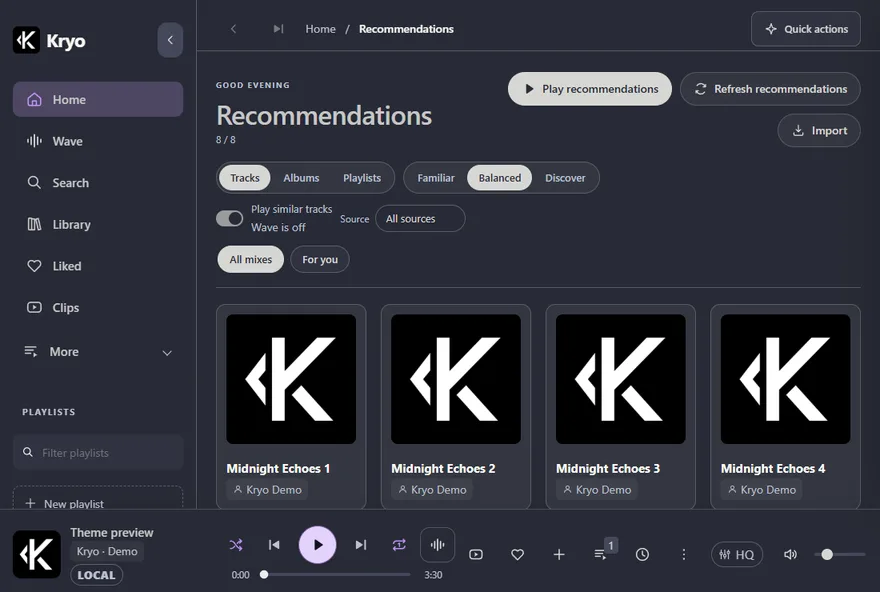 Kryo
Home
Wave
Search
Library
Liked
Clips
More
PLAYLISTS
Filter playlists
New playlist
Home / Recommendations
Quick actions
GOOD EVENING
Recommendations
8 / 8
Play recommendations
Refresh recommendations
Import
Tracks Albums Playlists
Familiar Balanced Discover
Play similar tracks
Wave is off
Source
All sources
All mixes
For you
Midnight Echoes 1
Kryo Demo
Midnight Echoes 2
Kryo Demo
Midnight Echoes 3
Kryo Demo
Midnight Echoes 4
Kryo Demo
Theme preview
Kryo · Demo
LOCAL
0:00
3:30
1
HQ